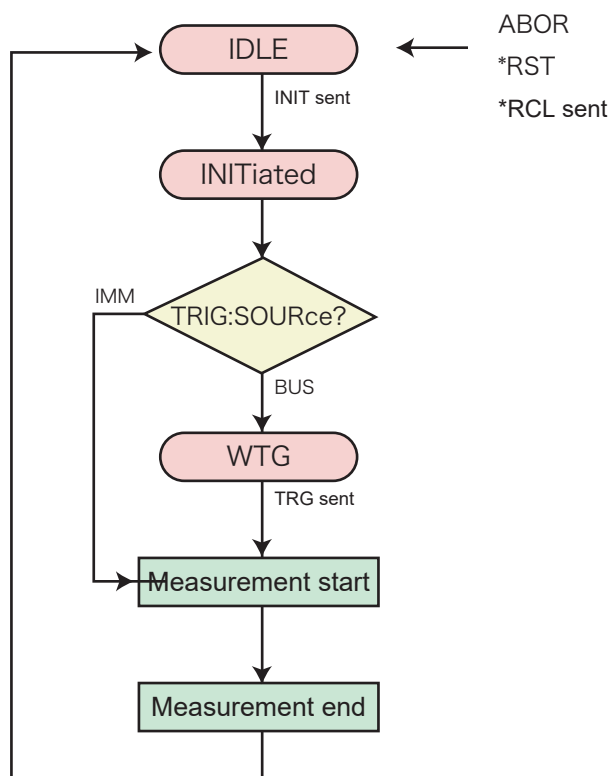 ABOR
IDLE
*RST
INIT sent
*RCL sent
INITiated
IMM
TRIG:SOURce?
BUS
WTG
TRG sent
Measurement start
Measurement end